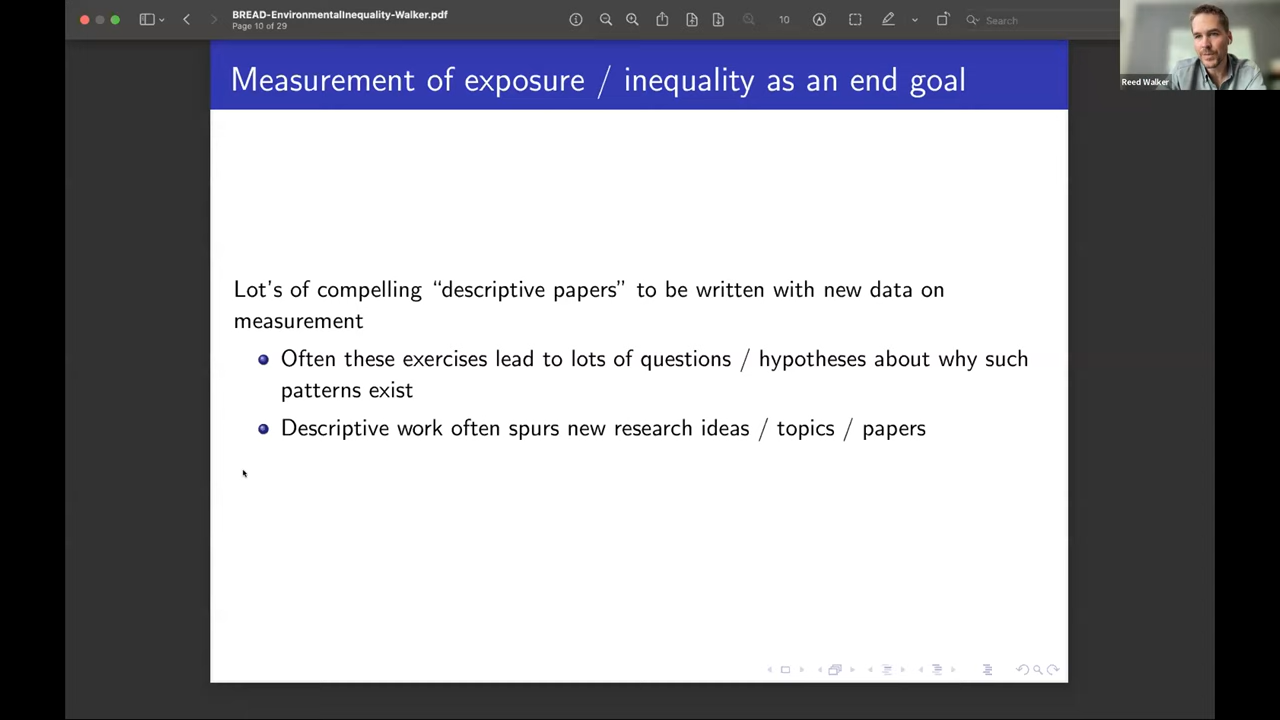 BREAD-EnvironmentalInequality-Walker.pdf
Page 10 of 29
10
Search
Reed Walker
Measurement of exposure / inequality as an end goal
Lot's of compelling “descriptive papers” to be written with new data on
measurement
Often these exercises lead to lots of questions / hypotheses about why such
patterns exist
Descriptive work often spurs new research ideas / topics / papers